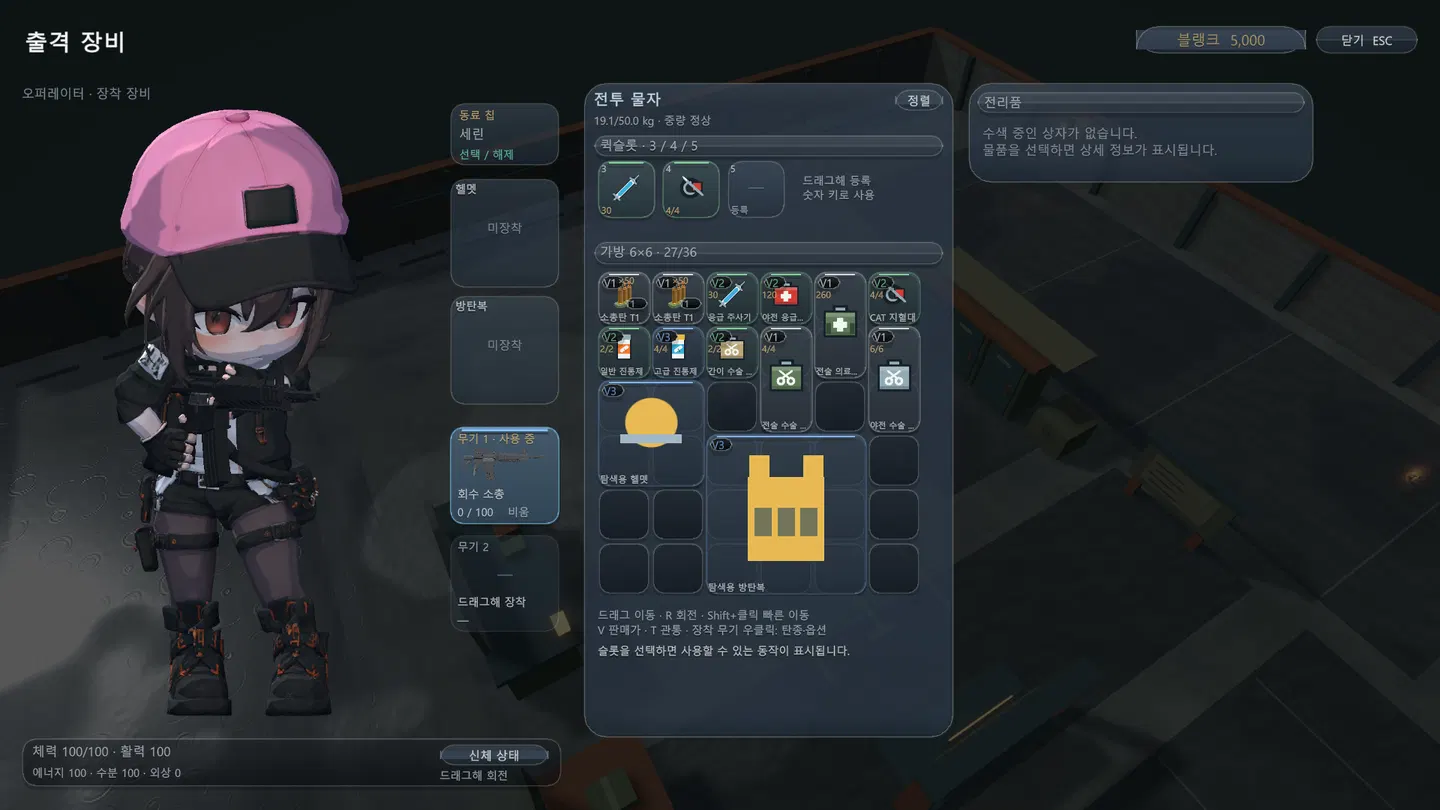 출격 장비
블랭크 5,000
닫기 ESC
오퍼레이터 · 장착 장비
동료 칩
세린
선택 / 해제
헬멧
미장착
방탄복
미장착
무기 1 · 사용 중
회수 소총
0 / 100 비움
무기 2
—
드래그해 장착
—
체력 100/100 · 활력 100
에너지 100 · 수분 100 · 외상 0
신체 상태
드래그해 회전
전투 물자
정렬
19.1/50.0 kg · 중량 정상
퀵슬롯 · 3 / 4 / 5
3
30
4
4/4
5
—
등록
드래그해 등록
숫자 키로 사용
가방 6×6 · 27/36
V1 ×50
1
소총탄 T1
V1 ×50
1
소총탄 T1
V2
30
응급 주사기
V2
120
야전 응급...
V1
260
전술 의료...
V2
4/4
CAT 지혈대
V2
2/2
일반 진통제
V3
4/4
고급 진통제
V2
2/2
간이 수술 ...
V1
4/4
전술 수술 ...
V1
6/6
야전 수술 ...
V3
탐색용 헬멧
V3
탐색용 방탄복
드래그 이동 · R 회전 · Shift+클릭 빠른 이동
V 판매가 · T 관통 · 장착 무기 우클릭: 탄종·옵션
슬롯을 선택하면 사용할 수 있는 동작이 표시됩니다.
전리품
수색 중인 상자가 없습니다.
물품을 선택하면 상세 정보가 표시됩니다.